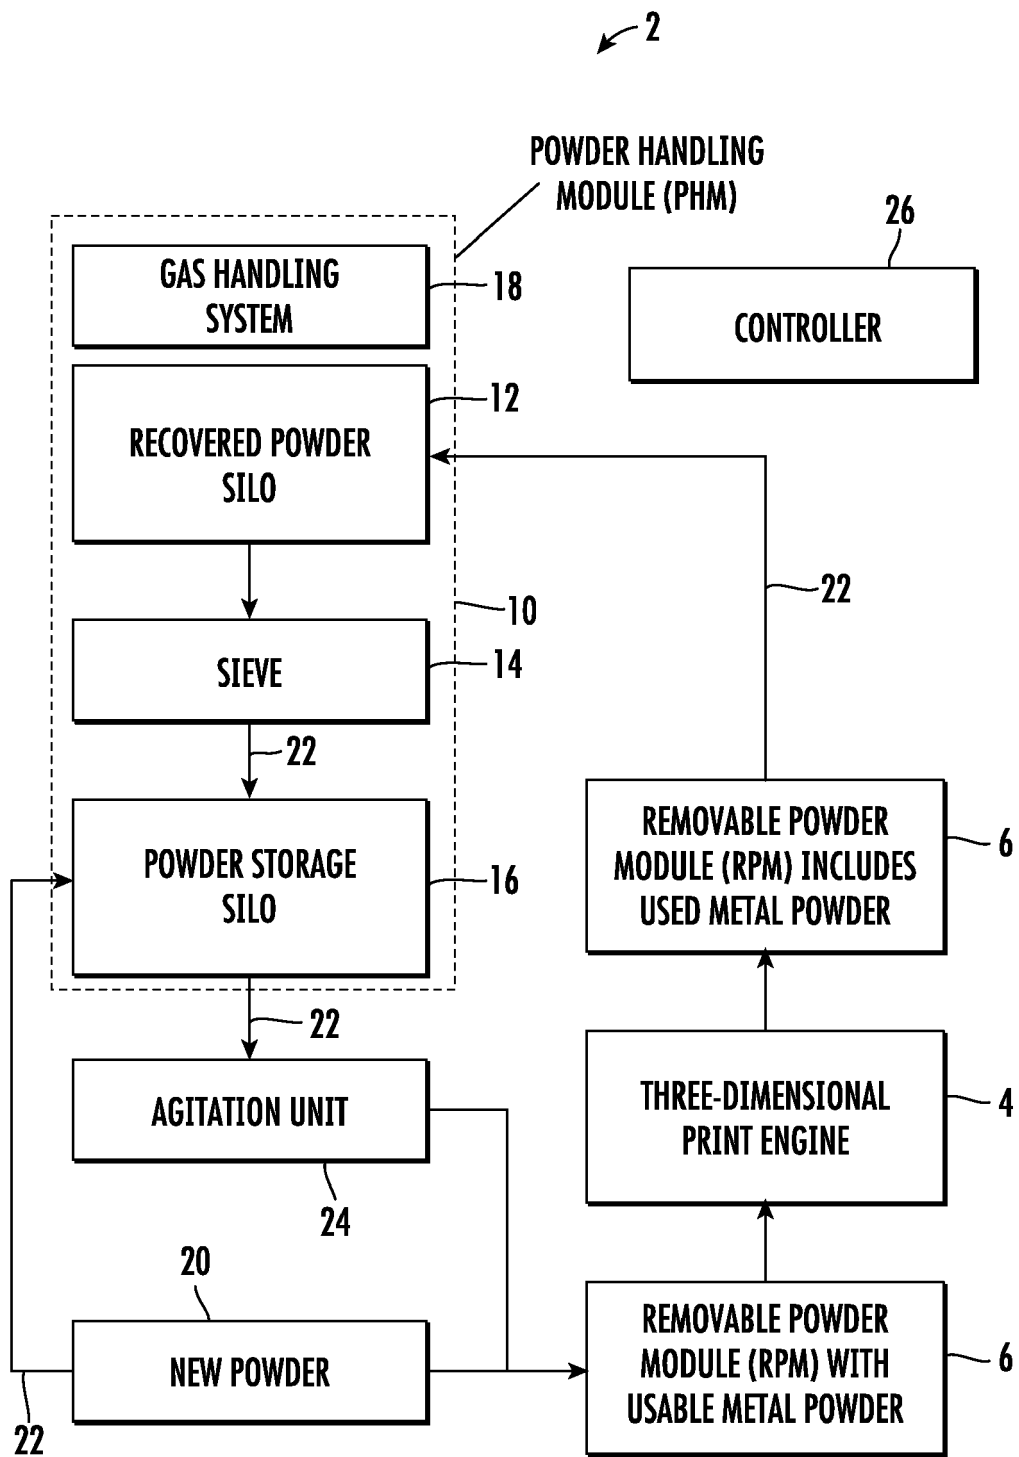 2
POWDER HANDLING
MODULE (PHM)
26
GAS HANDLING
SYSTEM
18
CONTROLLER
12
RECOVERED POWDER
SILO
22
10
SIEVE
14
22
REMOVABLE POWDER
MODULE (RPM) INCLUDES
USED METAL POWDER
6
POWDER STORAGE
SILO
16
22
AGITATION UNIT
24
THREE-DIMENSIONAL
PRINT ENGINE
4
20
NEW POWDER
22
REMOVABLE POWDER
MODULE (RPM) WITH
USABLE METAL POWDER
6